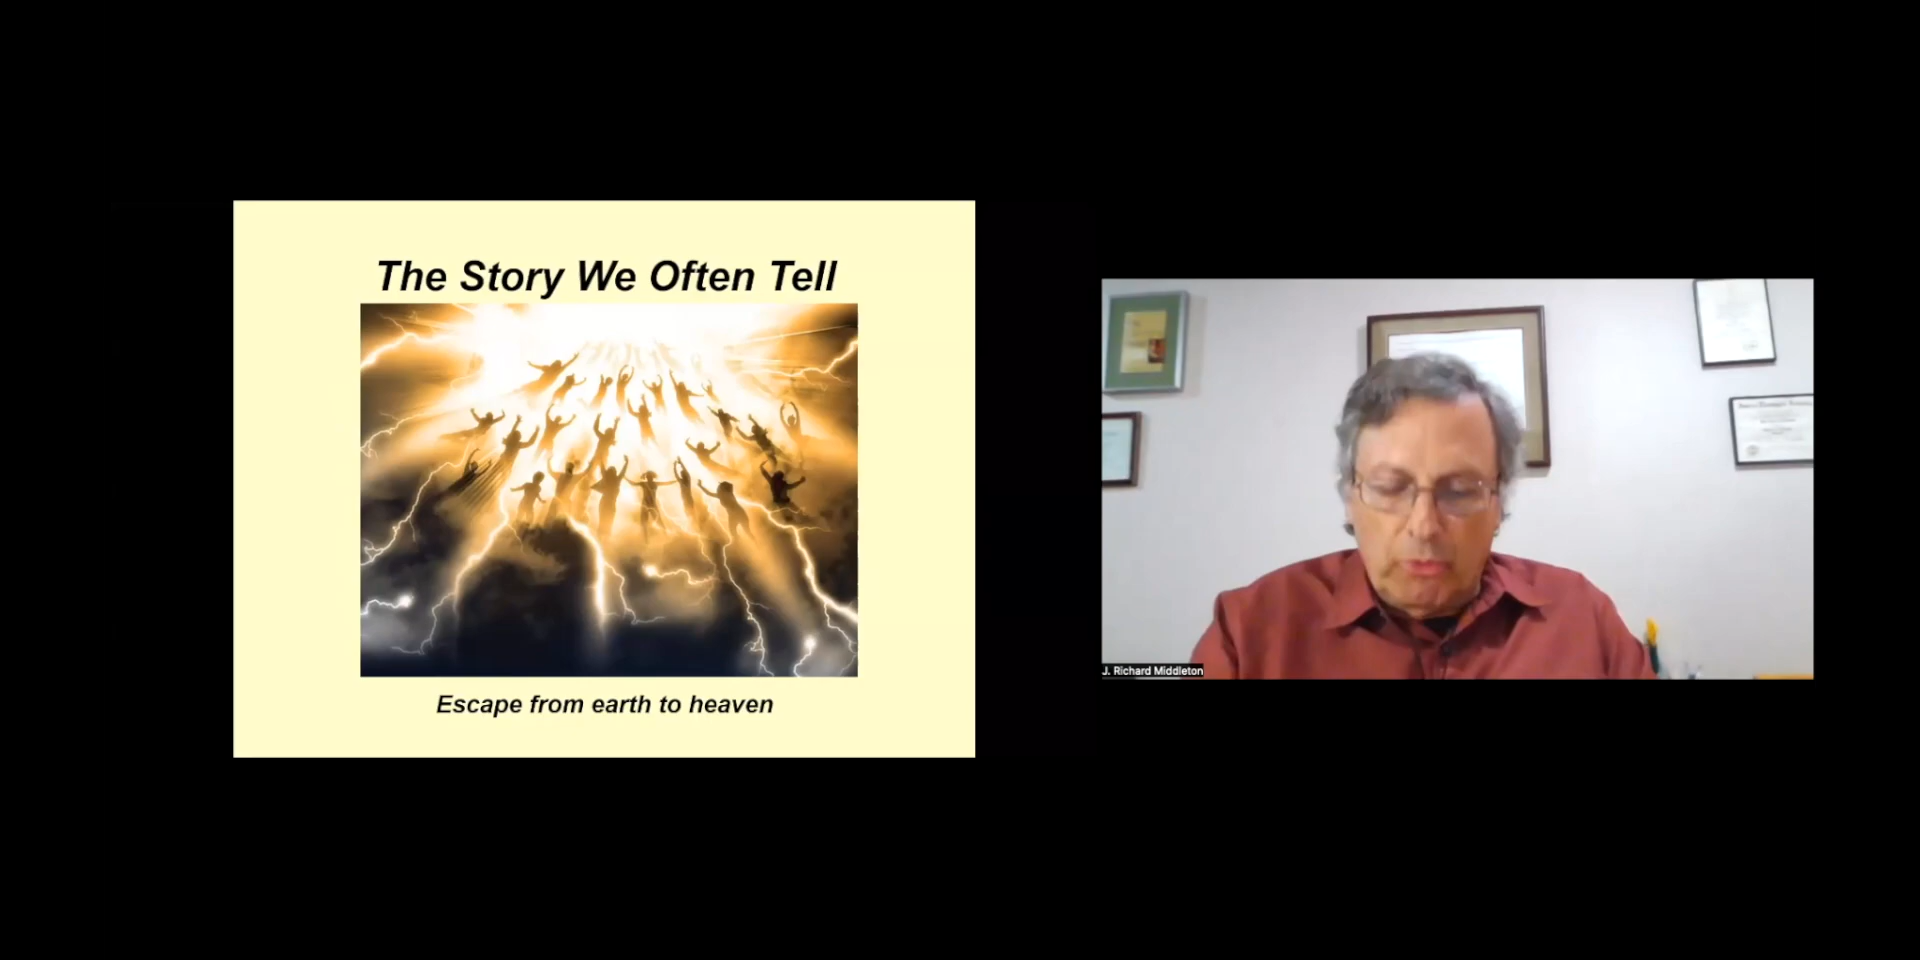 The Story We Often Tell
Escape from earth to heaven
J. Richard Middleton